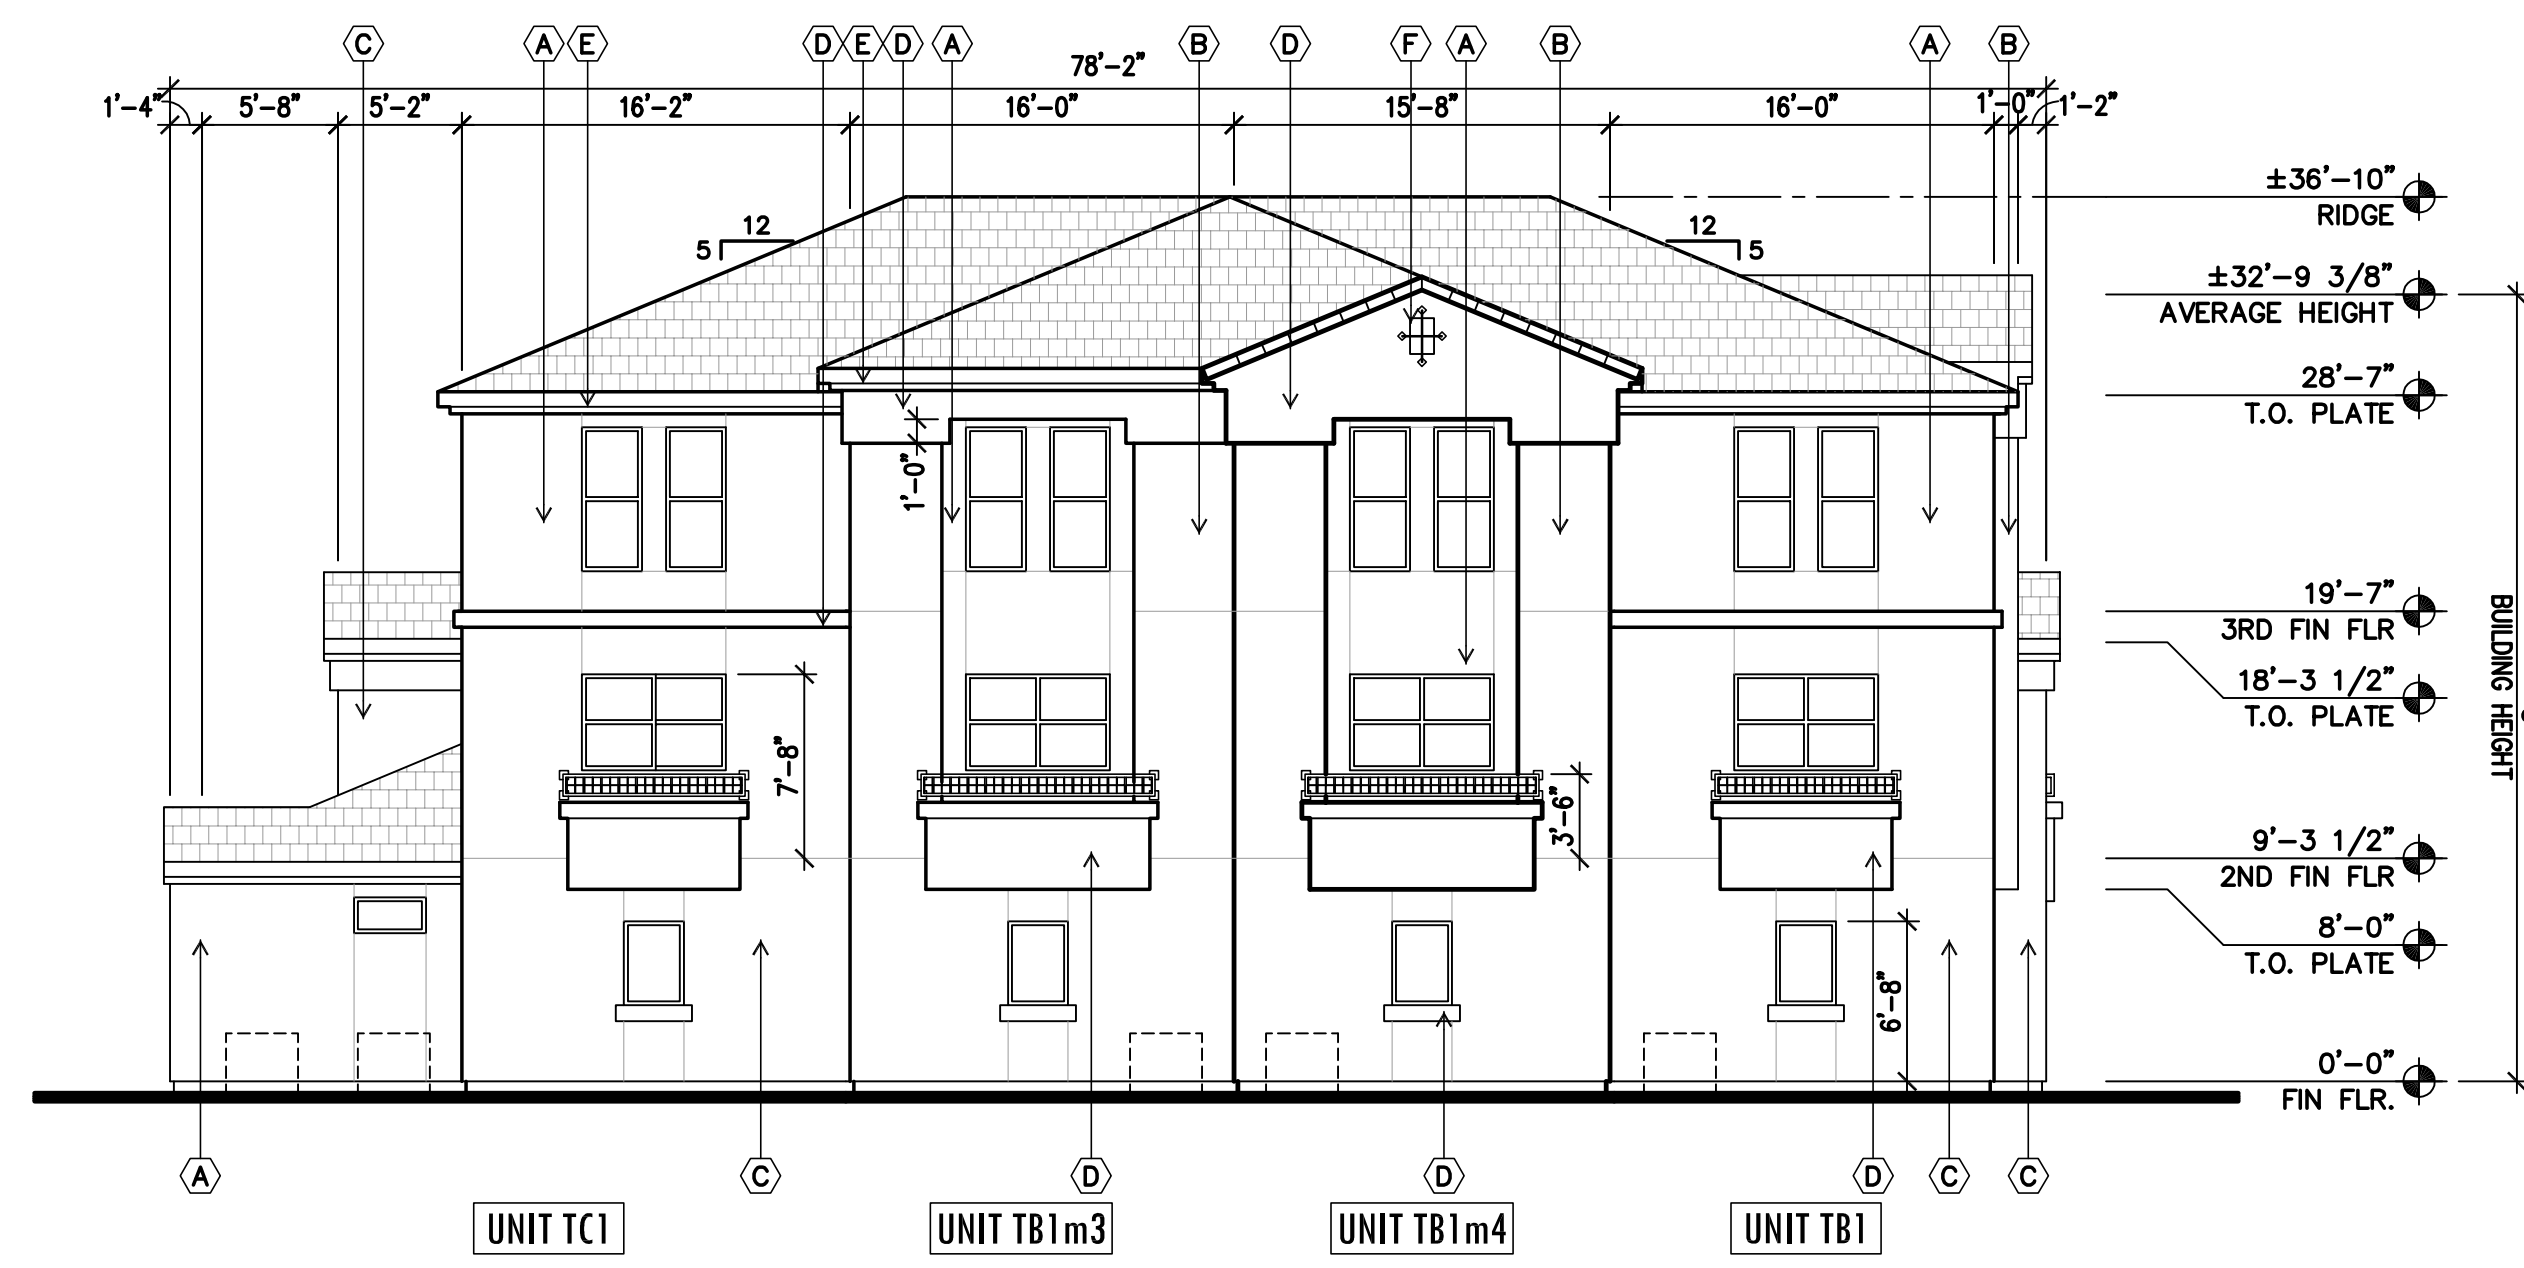 C A E D E D A B D F A B A B
78'-2"
1'-4" 5'-8" 5'-2" 16'-2" 16'-0" 15'-8" 16'-0" 1'-0" 1'-2"
±36'-10"
RIDGE
12
5
12
5
±32'-9 3/8"
AVERAGE HEIGHT
28'-7"
T.O. PLATE
1'-0"
19'-7"
3RD FIN FLR
18'-3 1/2"
T.O. PLATE
BUILDING HEIGHT
7'-8"
3'-6"
9'-3 1/2"
2ND FIN FLR
8'-0"
T.O. PLATE
6'-8"
0'-0"
FIN FLR.
A C D D D C C
UNIT TC1
UNIT TB1m3
UNIT TB1m4
UNIT TB1